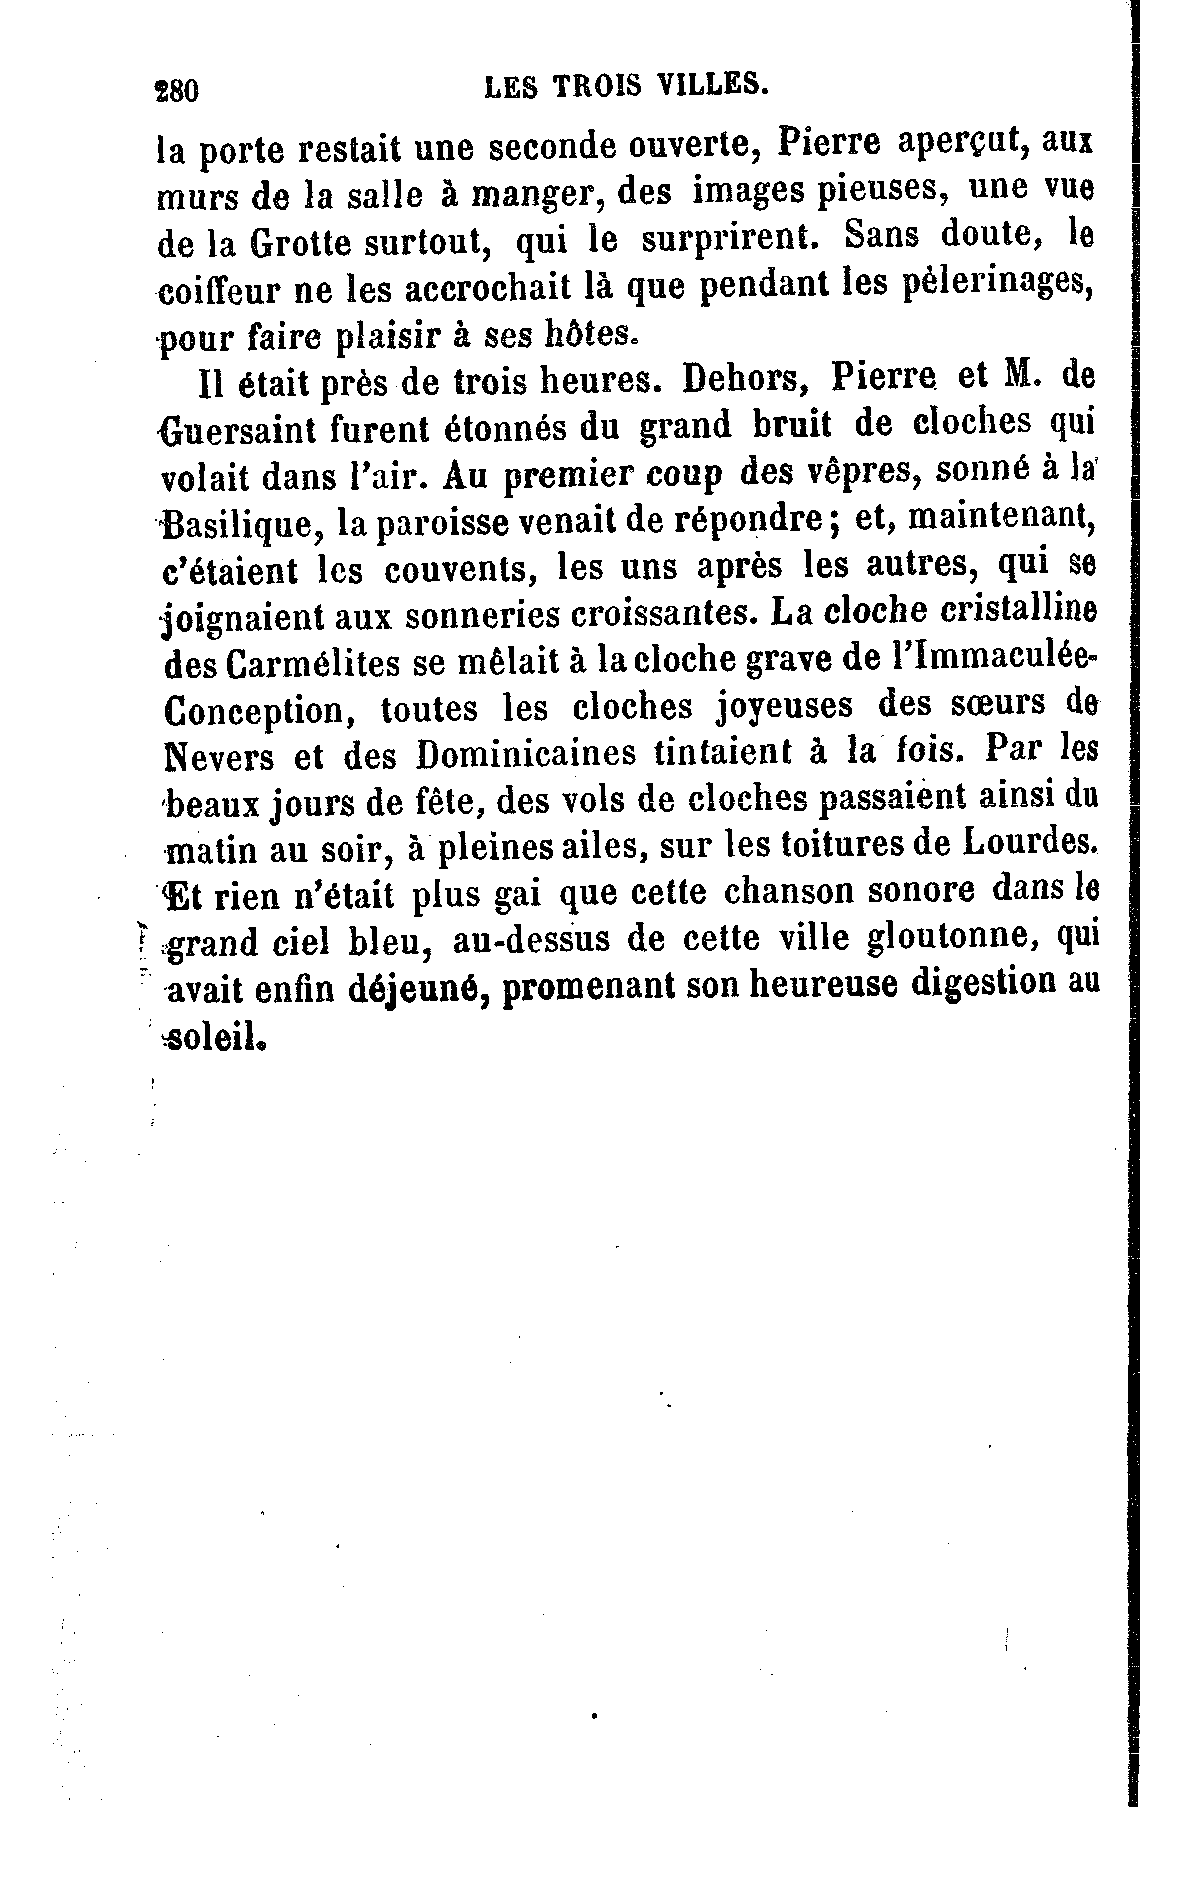 280 LES TROIS VILLES.
la porte restait une seconde ouverte, Pierre aperçut, aux
murs de la salle à manger, des images pieuses, une vue
de la Grotte surtout, qui le surprirent. Sans doute, le
coiffeur ne les accrochait là que pendant les pèlerinages,
pour faire plaisir à ses hôtes.
Il était près de trois heures. Dehors, Pierre et M. de
Guersaint furent étonnés du grand bruit de cloches qui
volait dans l'air. Au premier coup des vêpres, sonné à la
Basilique, la paroisse venait de répondre; et, maintenant,
c'étaient les couvents, les uns après les autres, qui se
joignaient aux sonneries croissantes. La cloche cristalline
des Carmélites se mêlait à la cloche grave de l'Immaculée-
Conception, toutes les cloches joyeuses des sœurs de
Nevers et des Dominicaines tintaient à la fois. Par les
beaux jours de fête, des vols de cloches passaient ainsi du
matin au soir, à pleines ailes, sur les toitures de Lourdes.
Et rien n'était plus gai que cette chanson sonore dans le
grand ciel bleu, au-dessus de cette ville gloutonne, qui
avait enfin déjeuné, promenant son heureuse digestion au
soleil.